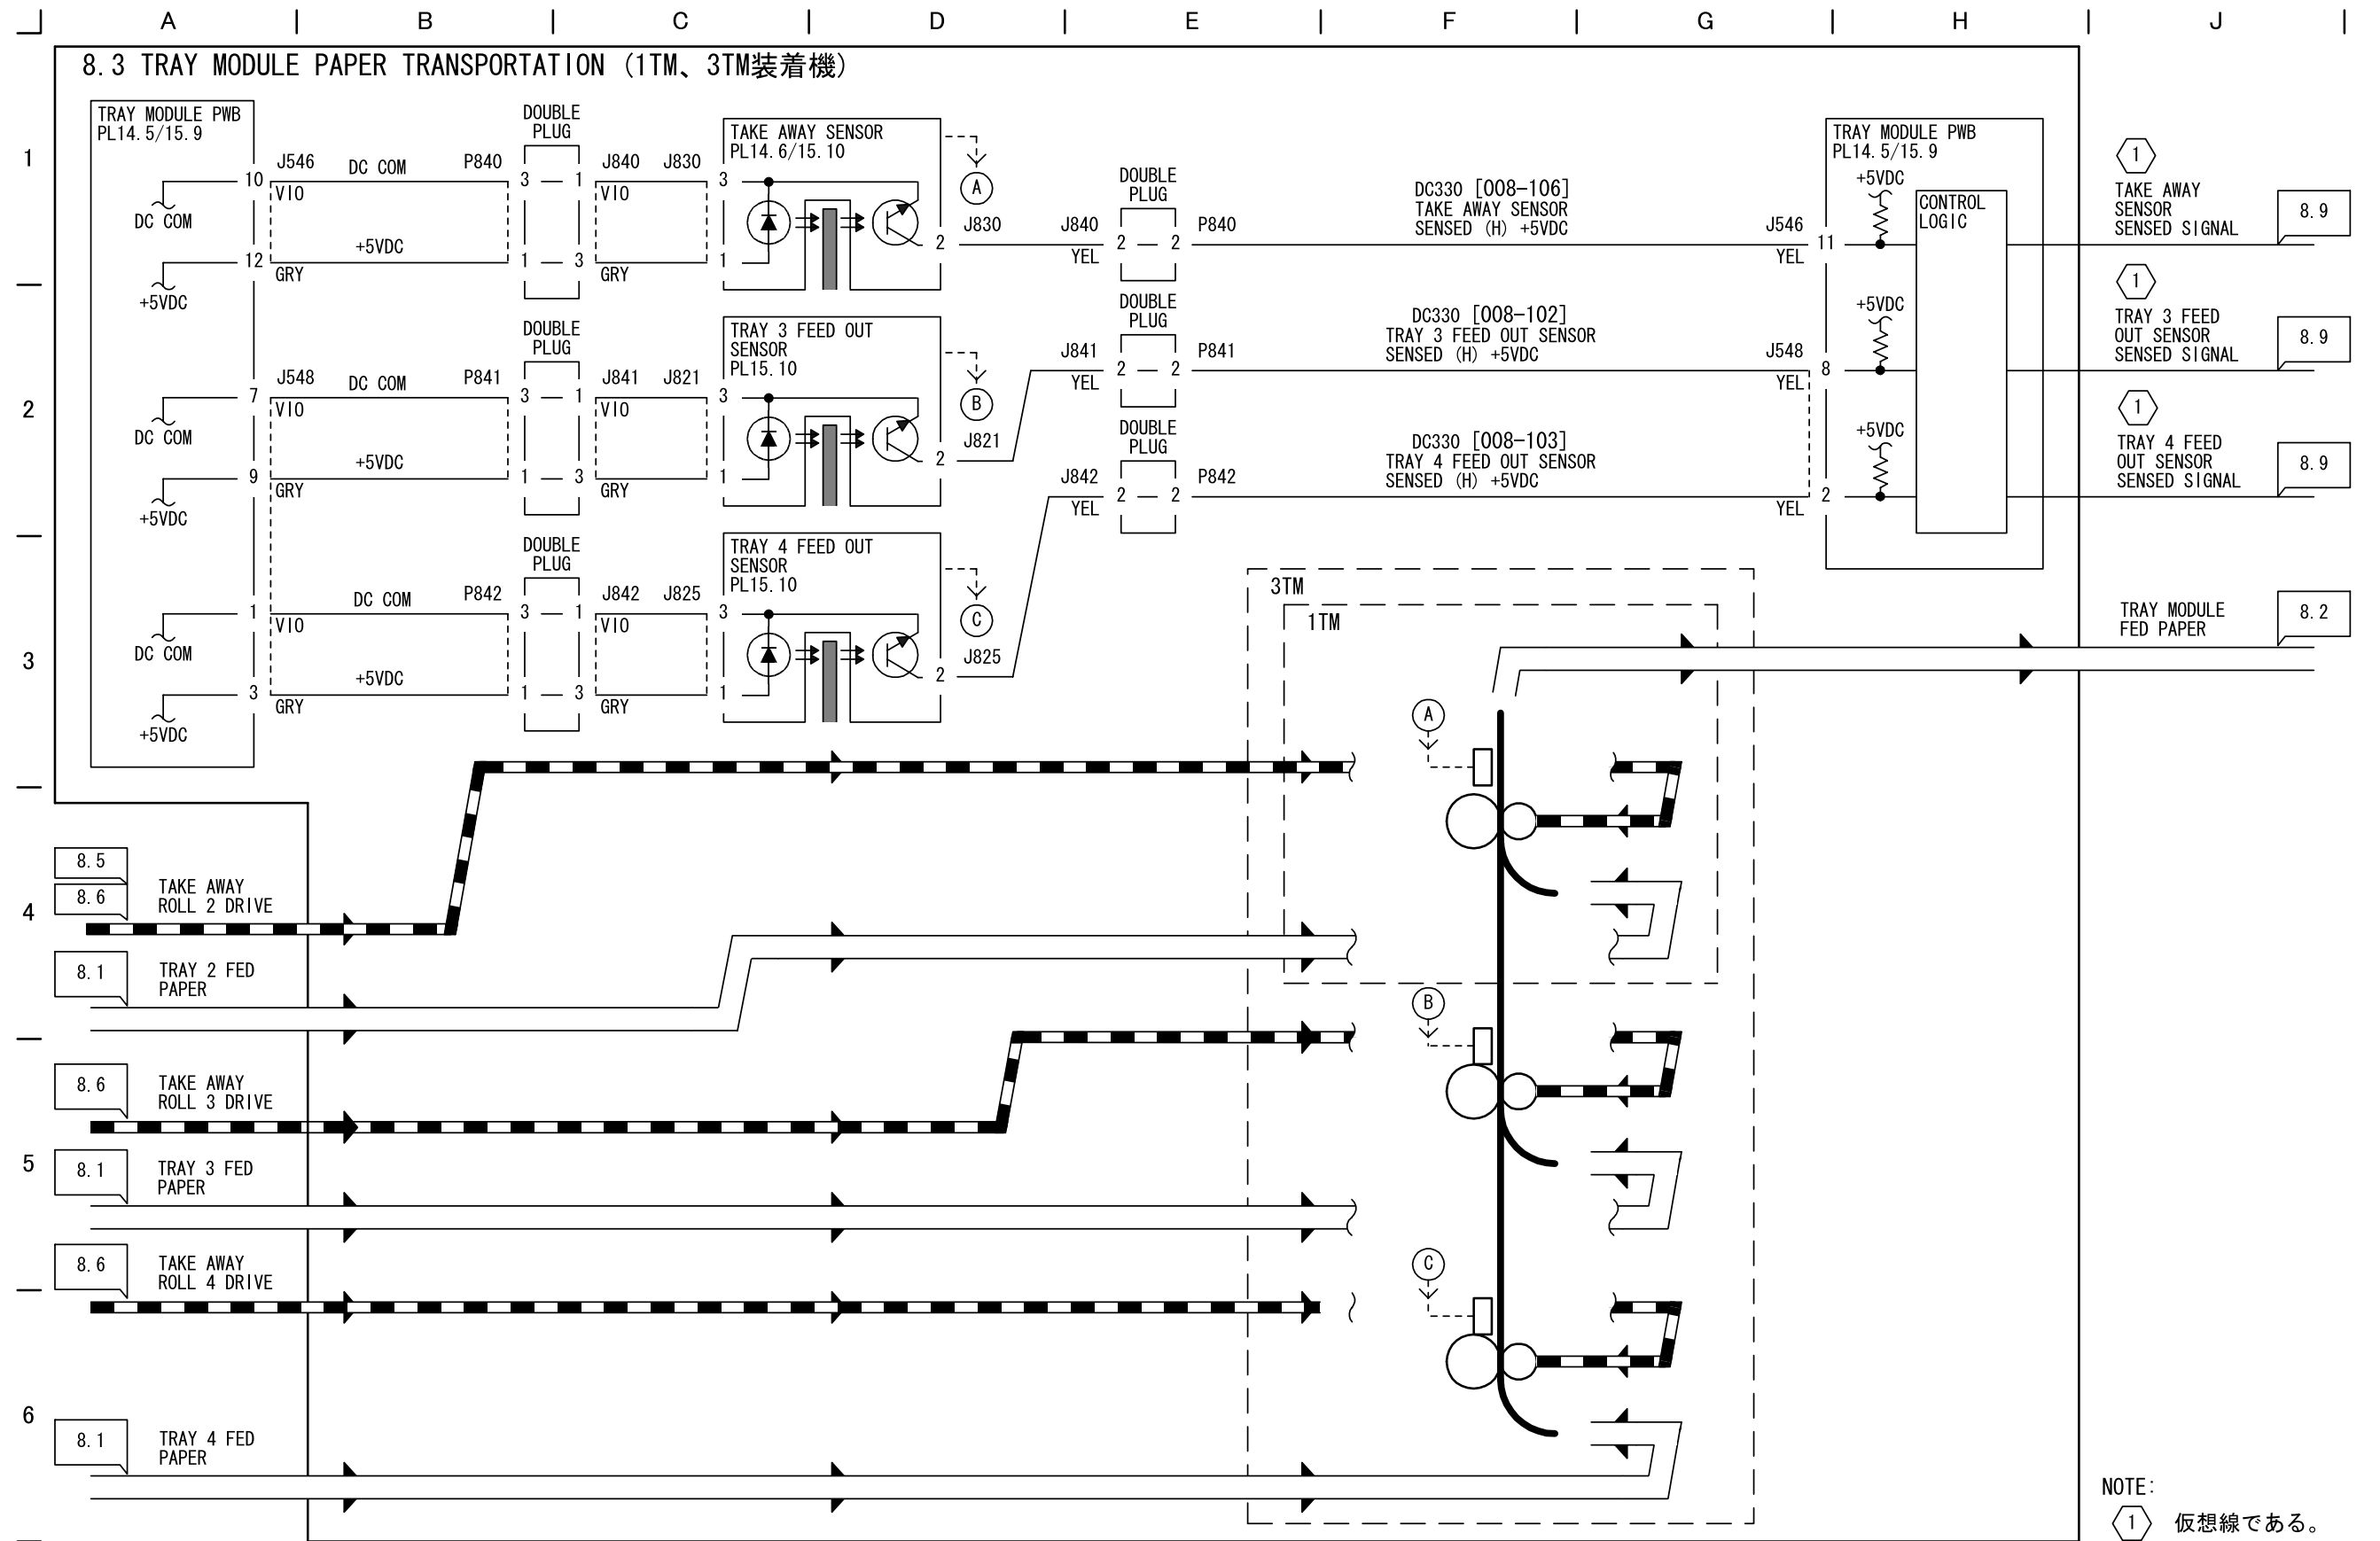 A B C D E F G H J
8.3 TRAY MODULE PAPER TRANSPORTATION (1TM、3TM装着機)
1
2
3
4
5
6
TRAY MODULE PWB
PL14.5/15.9
10
DC COM
12
+5VDC
7
DC COM
9
+5VDC
1
DC COM
3
+5VDC
J546 DC COM P840
VIO
+5VDC
GRY
DOUBLE
PLUG
3 1
1 3
J840 J830
VIO
GRY
TAKE AWAY SENSOR
PL14.6/15.10
3
1
2
A
J830
J548 DC COM P841
VIO
+5VDC
GRY
DOUBLE
PLUG
3 1
1 3
J841 J821
VIO
GRY
TRAY 3 FEED OUT
SENSOR
PL15.10
3
1
2
B
J821
DC COM P842
VIO
+5VDC
GRY
DOUBLE
PLUG
3 1
1 3
J842 J825
VIO
GRY
TRAY 4 FEED OUT
SENSOR
PL15.10
3
1
2
C
J825
DOUBLE
PLUG
J840 2 2 P840
YEL
DC330 [008-106]
TAKE AWAY SENSOR
SENSED (H) +5VDC
J546
YEL
DOUBLE
PLUG
J841 2 2 P841
YEL
DC330 [008-102]
TRAY 3 FEED OUT SENSOR
SENSED (H) +5VDC
J548
YEL
DOUBLE
PLUG
J842 2 2 P842
YEL
DC330 [008-103]
TRAY 4 FEED OUT SENSOR
SENSED (H) +5VDC
YEL
TRAY MODULE PWB
PL14.5/15.9
+5VDC
11
CONTROL
LOGIC
+5VDC
8
+5VDC
2
1
TAKE AWAY
SENSOR
SENSED SIGNAL
8.9
1
TRAY 3 FEED
OUT SENSOR
SENSED SIGNAL
8.9
1
TRAY 4 FEED
OUT SENSOR
SENSED SIGNAL
8.9
TRAY MODULE
FED PAPER
8.2
3TM
1TM
A
B
C
8.5
8.6
TAKE AWAY
ROLL 2 DRIVE
8.1
TRAY 2 FED
PAPER
8.6
TAKE AWAY
ROLL 3 DRIVE
8.1
TRAY 3 FED
PAPER
8.6
TAKE AWAY
ROLL 4 DRIVE
8.1
TRAY 4 FED
PAPER
NOTE:
1 仮想線である。